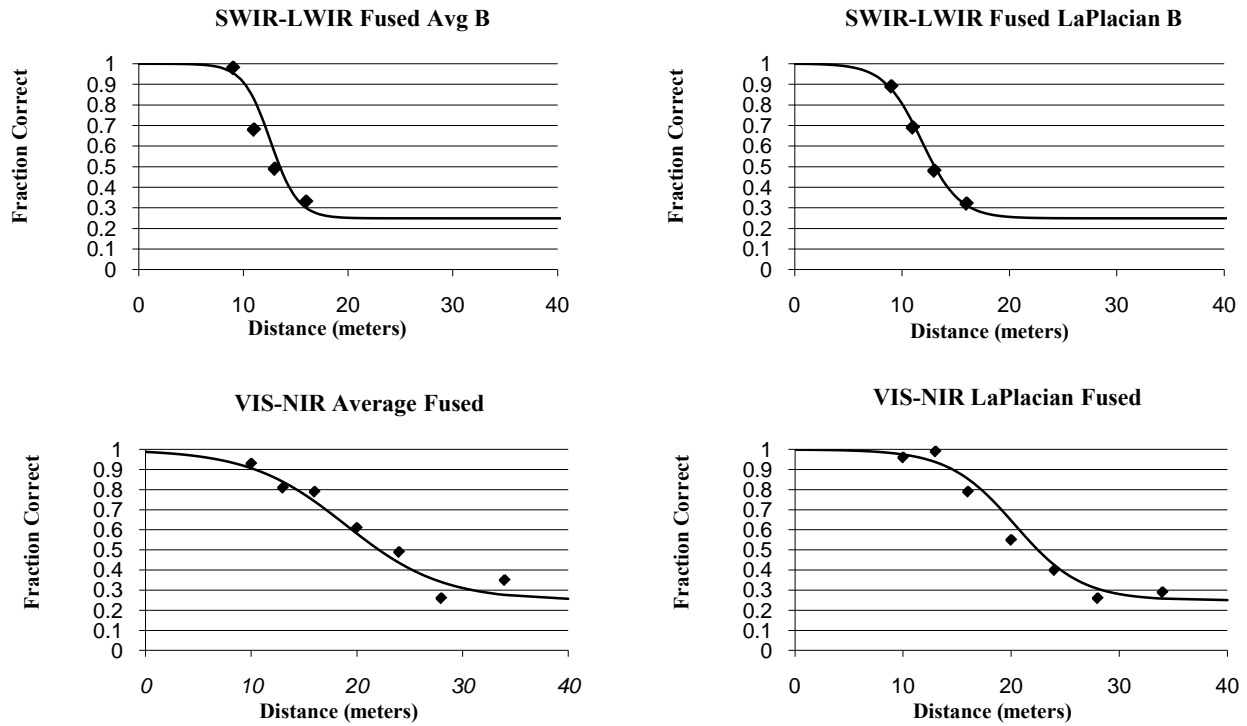 SWIR-LWIR Fused Avg B
Fraction Correct
1
0.9
0.8
0.7
0.6
0.5
0.4
0.3
0.2
0.1
0
0 10 20 30 40
Distance (meters)
SWIR-LWIR Fused LaPlacian B
Fraction Correct
1
0.9
0.8
0.7
0.6
0.5
0.4
0.3
0.2
0.1
0
0 10 20 30 40
Distance (meters)
VIS-NIR Average Fused
Fraction Correct
1
0.9
0.8
0.7
0.6
0.5
0.4
0.3
0.2
0.1
0
0 10 20 30 40
Distance (meters)
VIS-NIR LaPlacian Fused
Fraction Correct
1
0.9
0.8
0.7
0.6
0.5
0.4
0.3
0.2
0.1
0
0 10 20 30 40
Distance (meters)